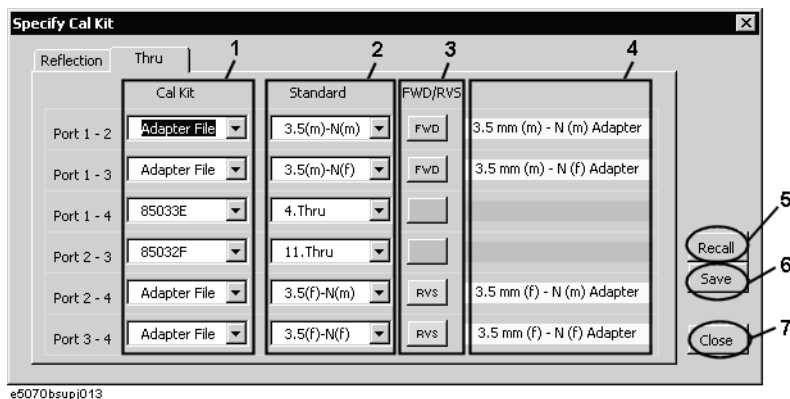 Specify Cal Kit
Reflection Thru 1 2 3 4
Cal Kit Standard FWD/RVS
Port 1 - 2 Adapter File 3.5(m)-N(m) FWD 3.5 mm (m) - N (m) Adapter
Port 1 - 3 Adapter File 3.5(m)-N(f) FWD 3.5 mm (m) - N (f) Adapter
Port 1 - 4 85033E 4.Thru 5
Port 2 - 3 85032F 11.Thru Recall
6
Port 2 - 4 Adapter File 3.5(f)-N(m) RVS 3.5 mm (f) - N (m) Adapter Save
Port 3 - 4 Adapter File 3.5(f)-N(f) RVS 3.5 mm (f) - N (f) Adapter Close 7
e5070bsupj013